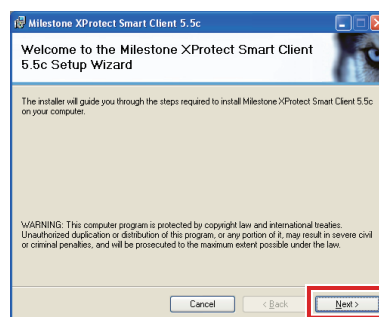 Milestone XProtect Smart Client 5.5c
Welcome to the Milestone XProtect Smart Client
5.5c Setup Wizard
The installer will guide you through the steps required to install Milestone XProtect Smart Client 5.5c
on your computer.
WARNING: This computer program is protected by copyright law and international treaties.
Unauthorized duplication or distribution of this program, or any portion of it, may result in severe civil
or criminal penalties, and will be prosecuted to the maximum extent possible under the law.
Cancel
< Back
Next >